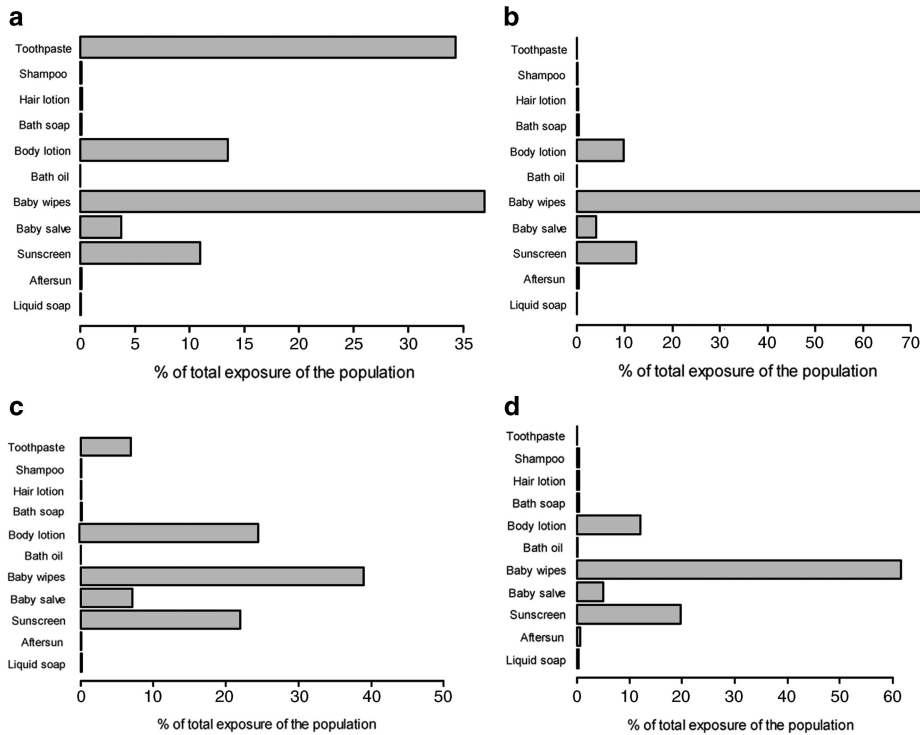 a
Toothpaste
Shampoo
Hair lotion
Bath soap
Body lotion
Bath oil
Baby wipes
Baby salve
Sunscreen
Aftersun
Liquid soap
0 5 10 15 20 25 30 35
% of total exposure of the population
b
Toothpaste
Shampoo
Hair lotion
Bath soap
Body lotion
Bath oil
Baby wipes
Baby salve
Sunscreen
Aftersun
Liquid soap
0 10 20 30 40 50 60 70
% of total exposure of the population
c
Toothpaste
Shampoo
Hair lotion
Bath soap
Body lotion
Bath oil
Baby wipes
Baby salve
Sunscreen
Aftersun
Liquid soap
0 10 20 30 40 50
% of total exposure of the population
d
Toothpaste
Shampoo
Hair lotion
Bath soap
Body lotion
Bath oil
Baby wipes
Baby salve
Sunscreen
Aftersun
Liquid soap
0 10 20 30 40 50 60
% of total exposure of the population